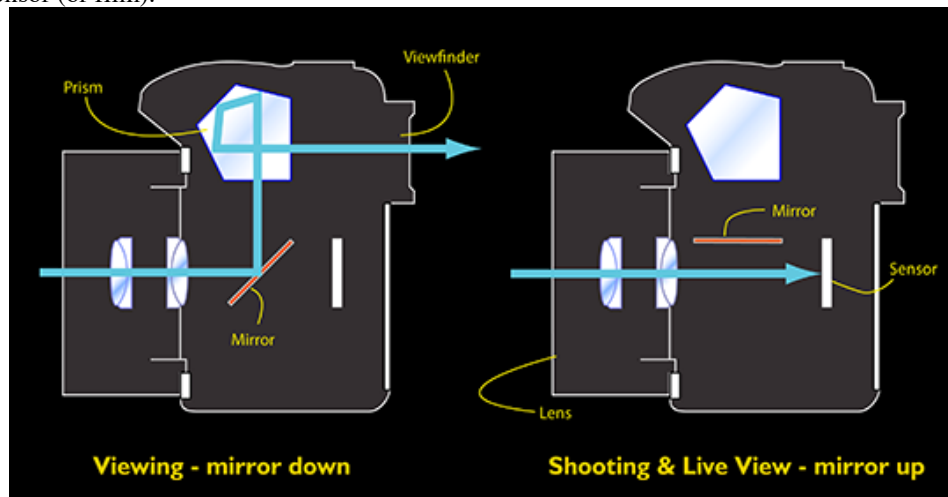 Viewfinder
Prism
Mirror
Viewing - mirror down
Mirror
Sensor
Lens
Shooting & Live View - mirror up